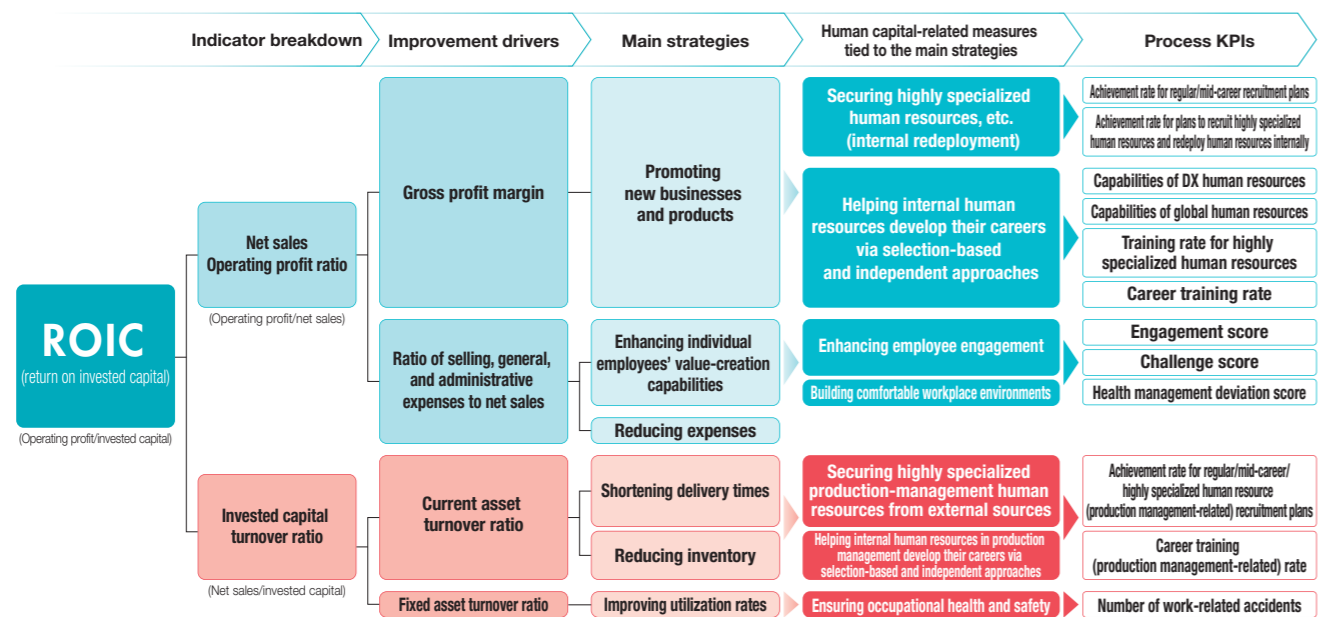 Indicator breakdown
Improvement drivers
Main strategies
Human capital-related measures
tied to the main strategies
Process KPIs
ROIC
(return on invested capital)
(Operating profit/invested capital)
Net sales
Operating profit ratio
(Operating profit/net sales)
Gross profit margin
Promoting
new businesses
and products
Securing highly specialized
human resources, etc.
(internal redeployment)
Achievement rate for regular/mid-career recruitment plans
Achievement rate for plans to recruit highly specialized
human resources and redeploy human resources internally
Helping internal human
resources develop their careers
via selection-based
and independent approaches
Capabilities of DX human resources
Capabilities of global human resources
Training rate for highly
specialized human resources
Career training rate
Ratio of selling, general,
and administrative
expenses to net sales
Enhancing individual
employees’ value-creation
capabilities
Reducing expenses
Enhancing employee engagement
Building comfortable workplace environments
Engagement score
Challenge score
Health management deviation score
Invested capital
turnover ratio
(Net sales/invested capital)
Current asset
turnover ratio
Shortening delivery times
Reducing inventory
Securing highly specialized
production-management human
resources from external sources
Helping internal human resources in production
management develop their careers via
selection-based and independent approaches
Achievement rate for regular/mid-career/
highly specialized human resource
(production management-related) recruitment plans
Career training
(production management-related) rate
Fixed asset turnover ratio
Improving utilization rates
Ensuring occupational health and safety
Number of work-related accidents